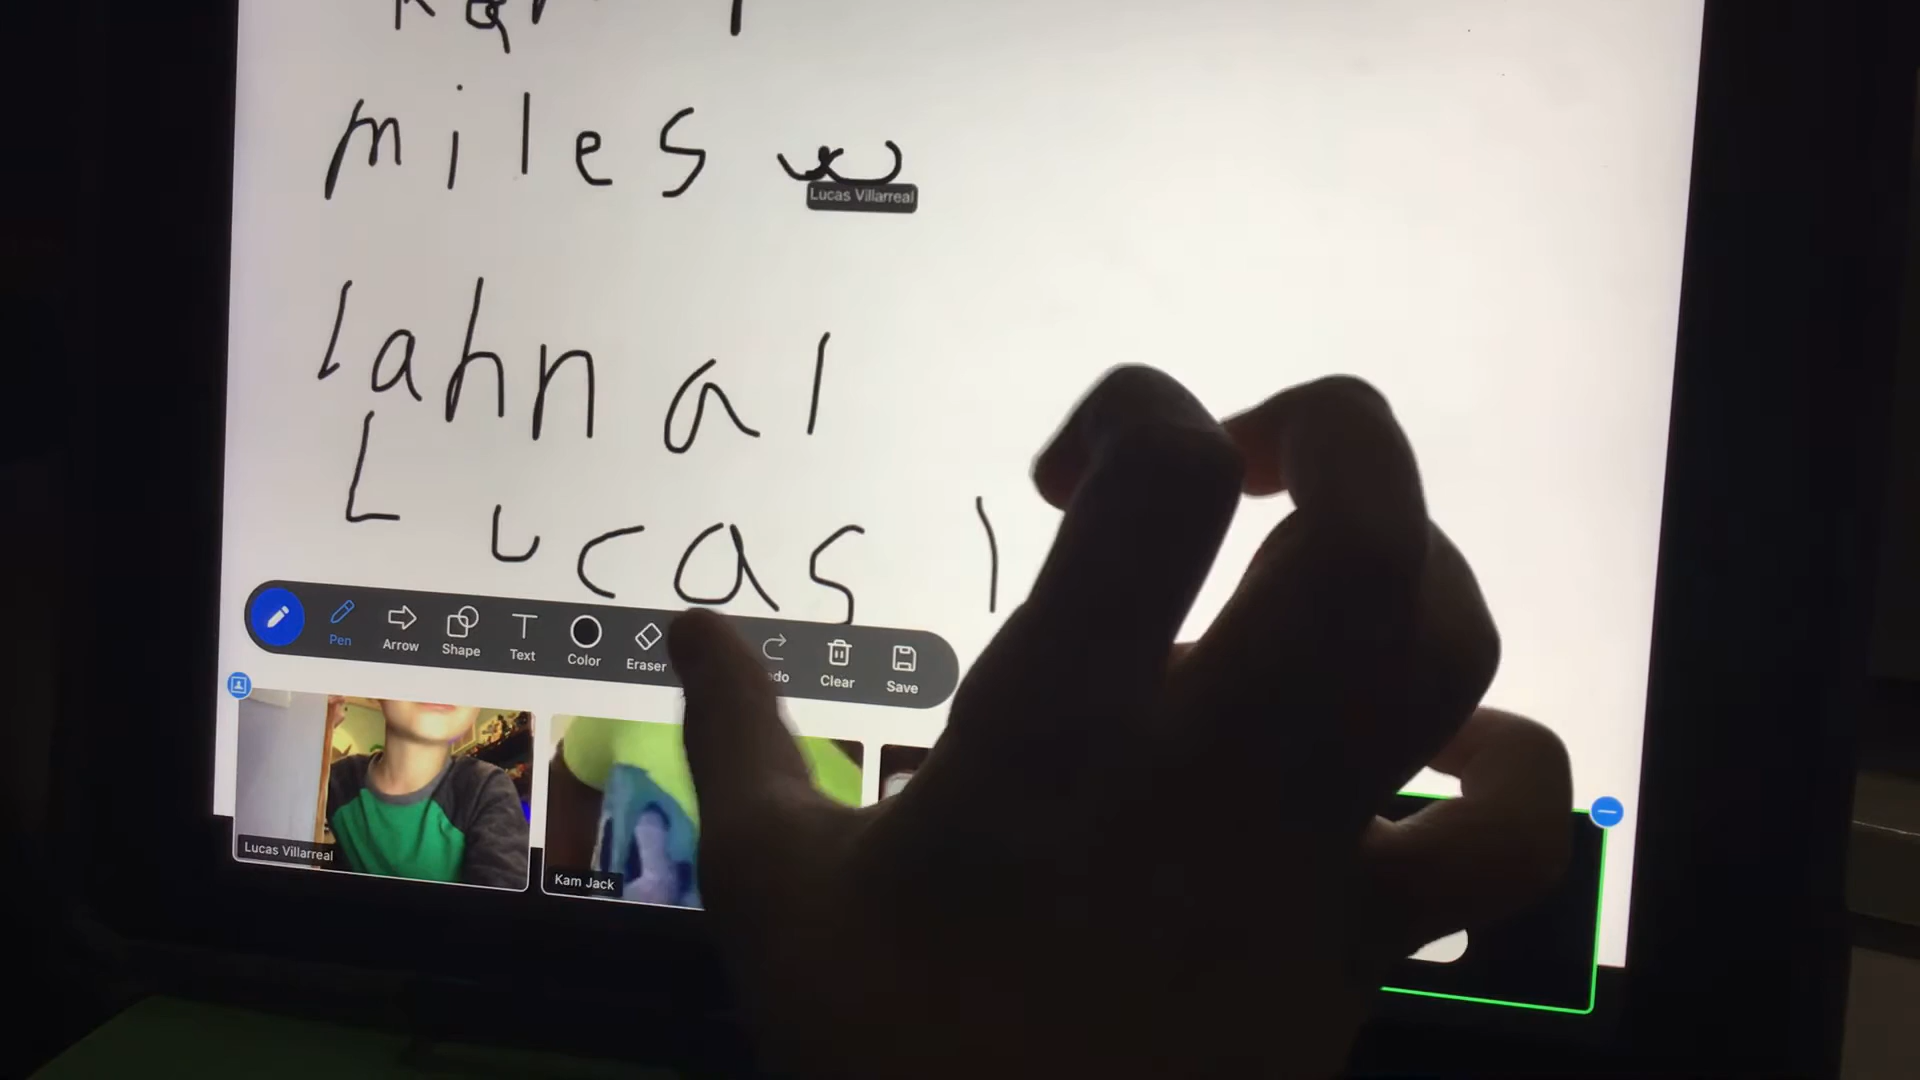 miles
Lucas Villarreal
lahnal
Lucas
Pen
Arrow
Shape
Text
Color
Eraser
Clear
Save
Lucas Villarreal
Kam Jack